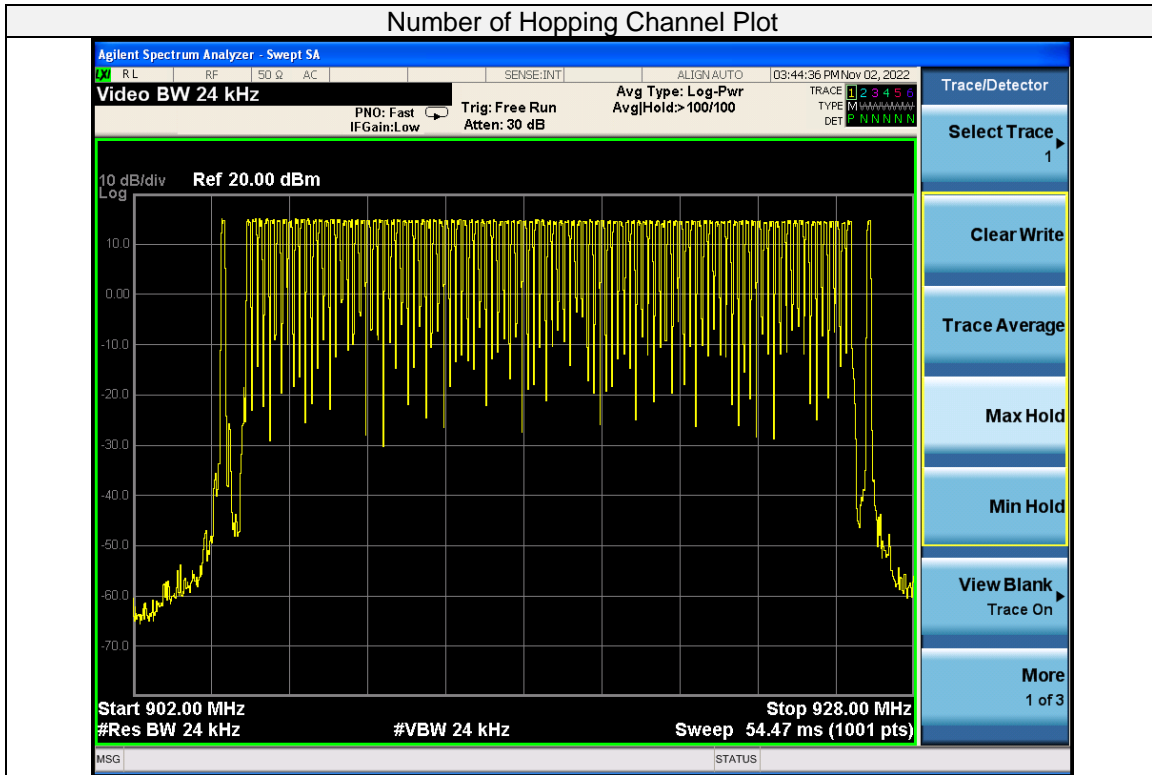 Number of Hopping Channel Plot
Agilent Spectrum Analyzer - Swept SA
LXI RL RF 50 Ω AC SENSE:INT ALIGN AUTO 03:44:36 PM Nov 02, 2022
Video BW 24 kHz
PNO: Fast
IFGain:Low
Trig: Free Run
Atten: 30 dB
Avg Type: Log-Pwr
Avg|Hold:>100/100
TRACE 1 2 3 4 5 6
TYPE M
DET P N N N N N
10 dB/div Ref 20.00 dBm
Log
10.0
0.00
-10.0
-20.0
-30.0
-40.0
-50.0
-60.0
-70.0
Start 902.00 MHz Stop 928.00 MHz
#Res BW 24 kHz #VBW 24 kHz Sweep 54.47 ms (1001 pts)
MSG STATUS
Trace/Detector
Select Trace
1
Clear Write
Trace Average
Max Hold
Min Hold
View Blank
Trace On
More
1 of 3